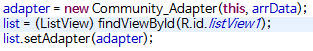 adapter = new Community_Adapter(this, arrData);
list = (ListView) findViewById(R.id.listView1);
list.setAdapter(adapter);